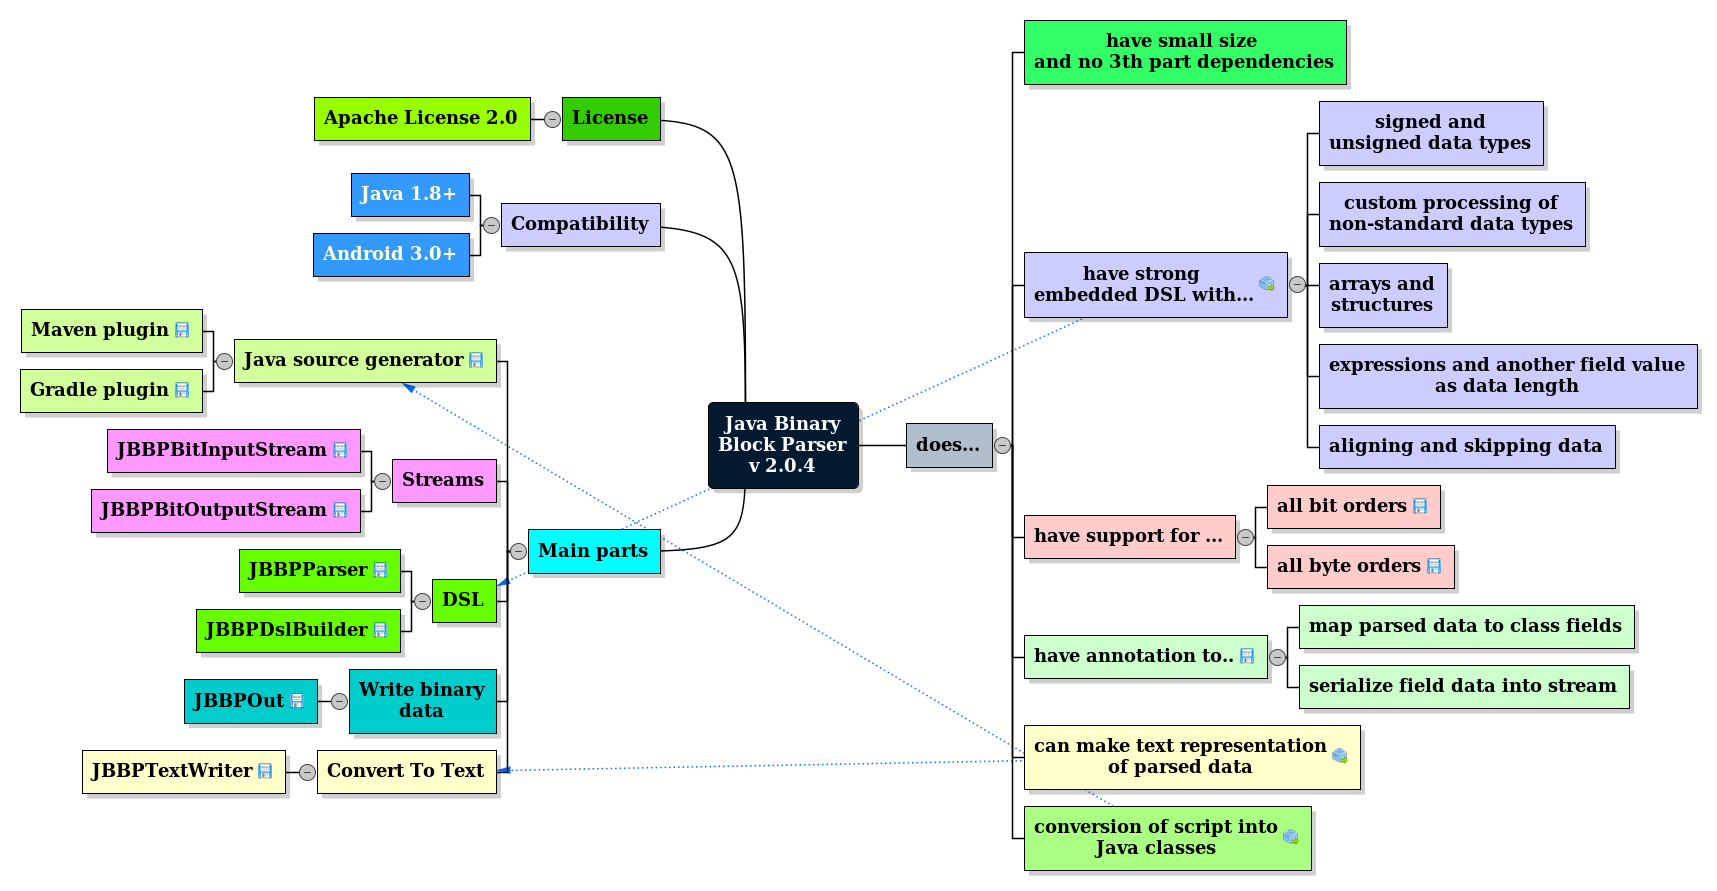 Java Binary
Block Parser
v 2.0.4
License
Apache License 2.0
Compatibility
Java 1.8+
Android 3.0+
Main parts
Java source generator
Maven plugin
Gradle plugin
Streams
JBBPBitInputStream
JBBPBitOutputStream
DSL
JBBPParser
JBBPDslBuilder
Write binary
data
JBBPOut
Convert To Text
JBBPTextWriter
does...
have small size
and no 3th part dependencies
have strong
embedded DSL with...
signed and
unsigned data types
custom processing of
non-standard data types
arrays and
structures
expressions and another field value
as data length
aligning and skipping data
have support for ...
all bit orders
all byte orders
have annotation to..
map parsed data to class fields
serialize field data into stream
can make text representation
of parsed data
conversion of script into
Java classes